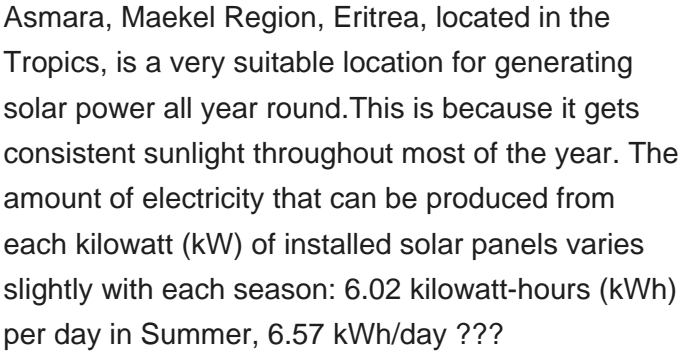 Asmara, Maekel Region, Eritrea, located in the
Tropics, is a very suitable location for generating
solar power all year round.This is because it gets
consistent sunlight throughout most of the year. The
amount of electricity that can be produced from
each kilowatt (kW) of installed solar panels varies
slightly with each season: 6.02 kilowatt-hours (kWh)
per day in Summer, 6.57 kWh/day ???